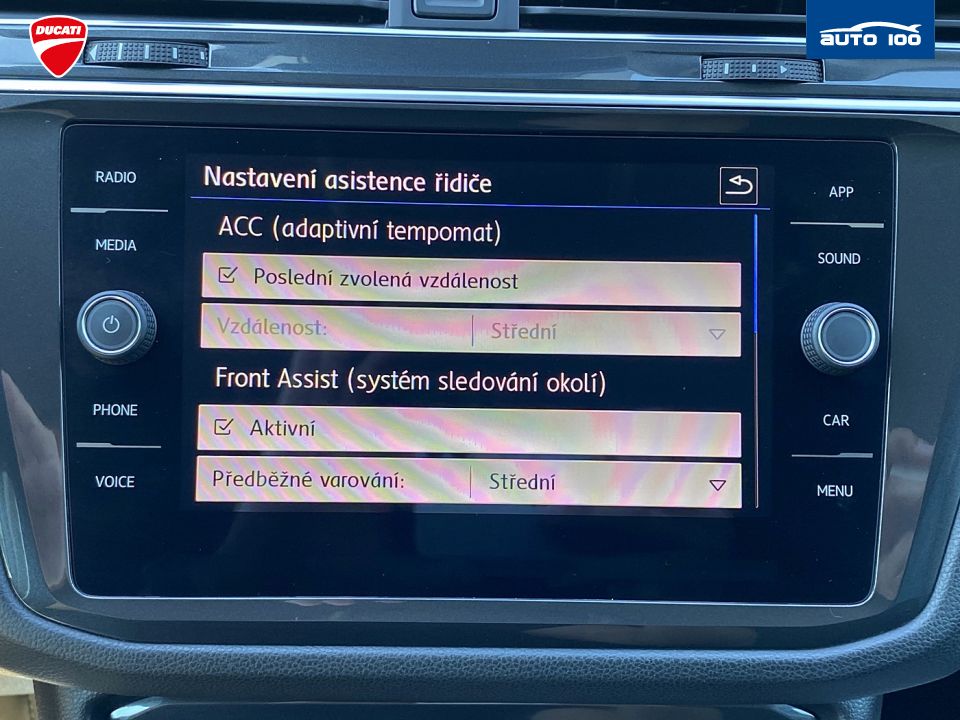 DUCATI
AUTO 100
RADIO
MEDIA
PHONE
VOICE
Nastavení asistence řidiče
ACC (adaptivní tempomat)
Poslední zvolená vzdálenost
Vzdálenost: Střední
Front Assist (systém sledování okolí)
Aktivní
Předběžné varování: Střední
APP
SOUND
CAR
MENU